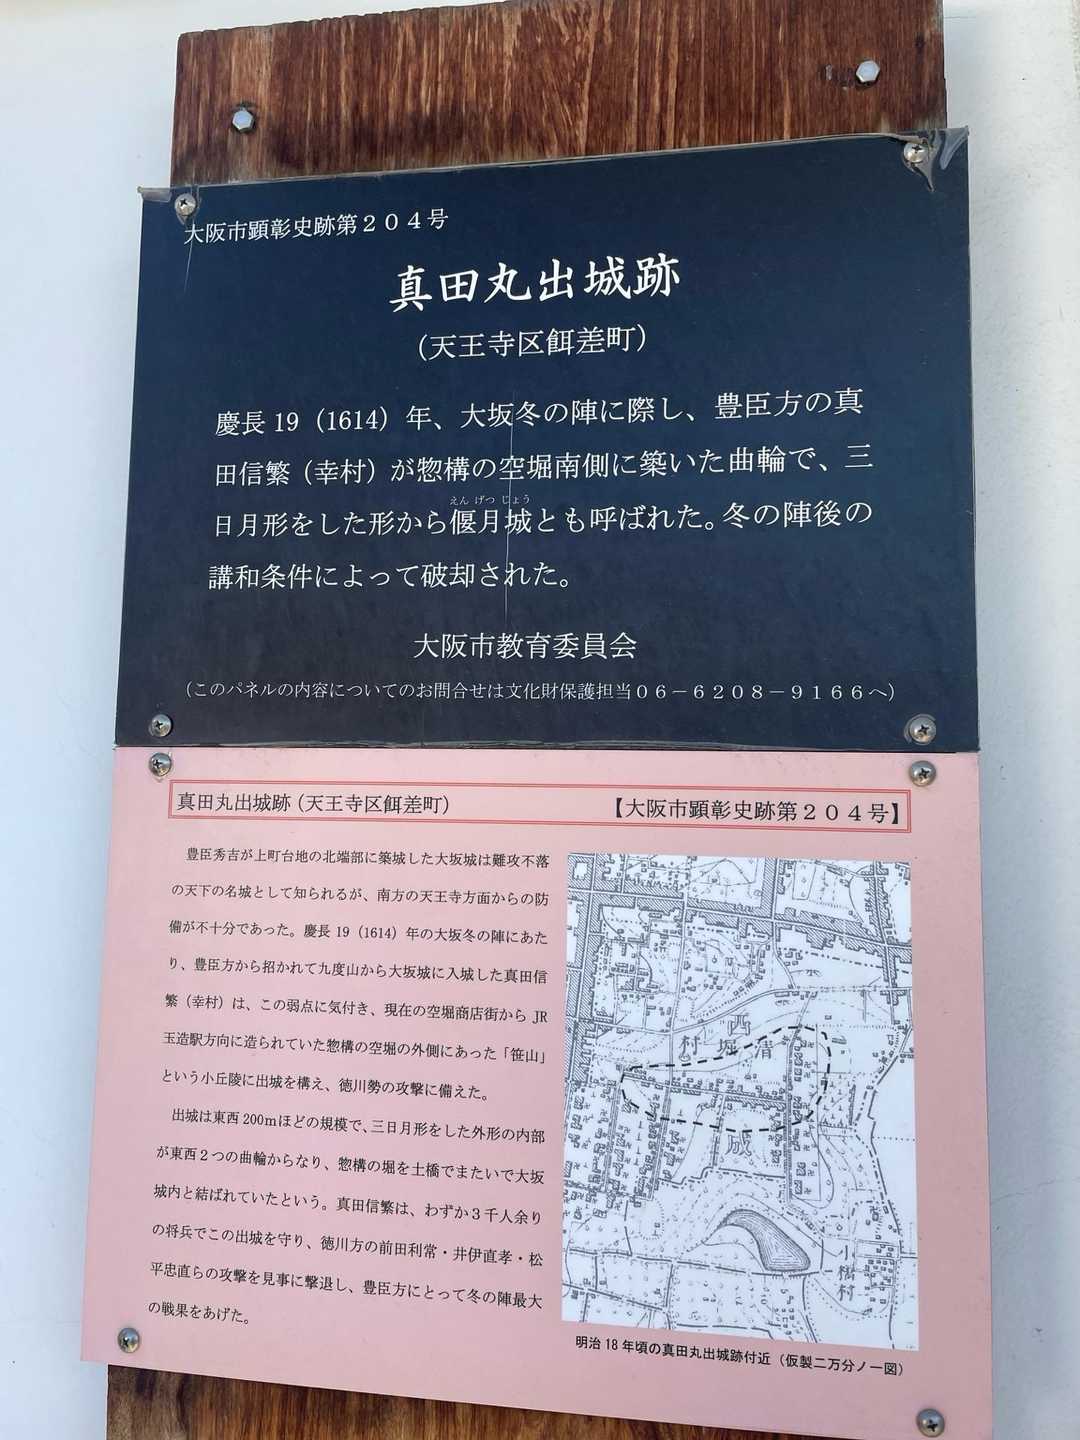 大阪市顕彰史跡第２０４号
真田丸出城跡
（天王寺区餌差町）
慶長 19（1614）年、大坂冬の陣に際し、豊臣方の真
田信繁（幸村）が惣構の空堀南側に築いた曲輪で、三
えん げつ じょう
日月形をした形から偃月城とも呼ばれた。冬の陣後の
講和条件によって破却された。
大阪市教育委員会
（このパネルの内容についてのお問合せは文化財保護担当０６－６２０８－９１６６へ）
真田丸出城跡（天王寺区餌差町） 【大阪市顕彰史跡第２０４号】
豊臣秀吉が上町台地の北端部に築城した大坂城は難攻不落
の天下の名城として知られるが、南方の天王寺方面からの防
備が不十分であった。慶長 19（1614）年の大坂冬の陣にあた
り、豊臣方から招かれて九度山から大坂城に入城した真田信
繁（幸村）は、この弱点に気付き、現在の空堀商店街から JR
玉造駅方向に造られていた惣構の空堀の外側にあった「笹山」
という小丘陵に出城を構え、徳川勢の攻撃に備えた。
出城は東西 200ｍほどの規模で、三日月形をした外形の内部
が東西２つの曲輪からなり、惣構の堀を土橋でまたいで大坂
城内と結ばれていたという。真田信繁は、わずか３千人余り
の将兵でこの出城を守り、徳川方の前田利常・井伊直孝・松
平忠直らの攻撃を見事に撃退し、豊臣方にとって冬の陣最大
の戦果をあげた。
西
村 堀 清
成
小
松
村
明治 18 年頃の真田丸出城跡付近（仮製二万分ノ一図）